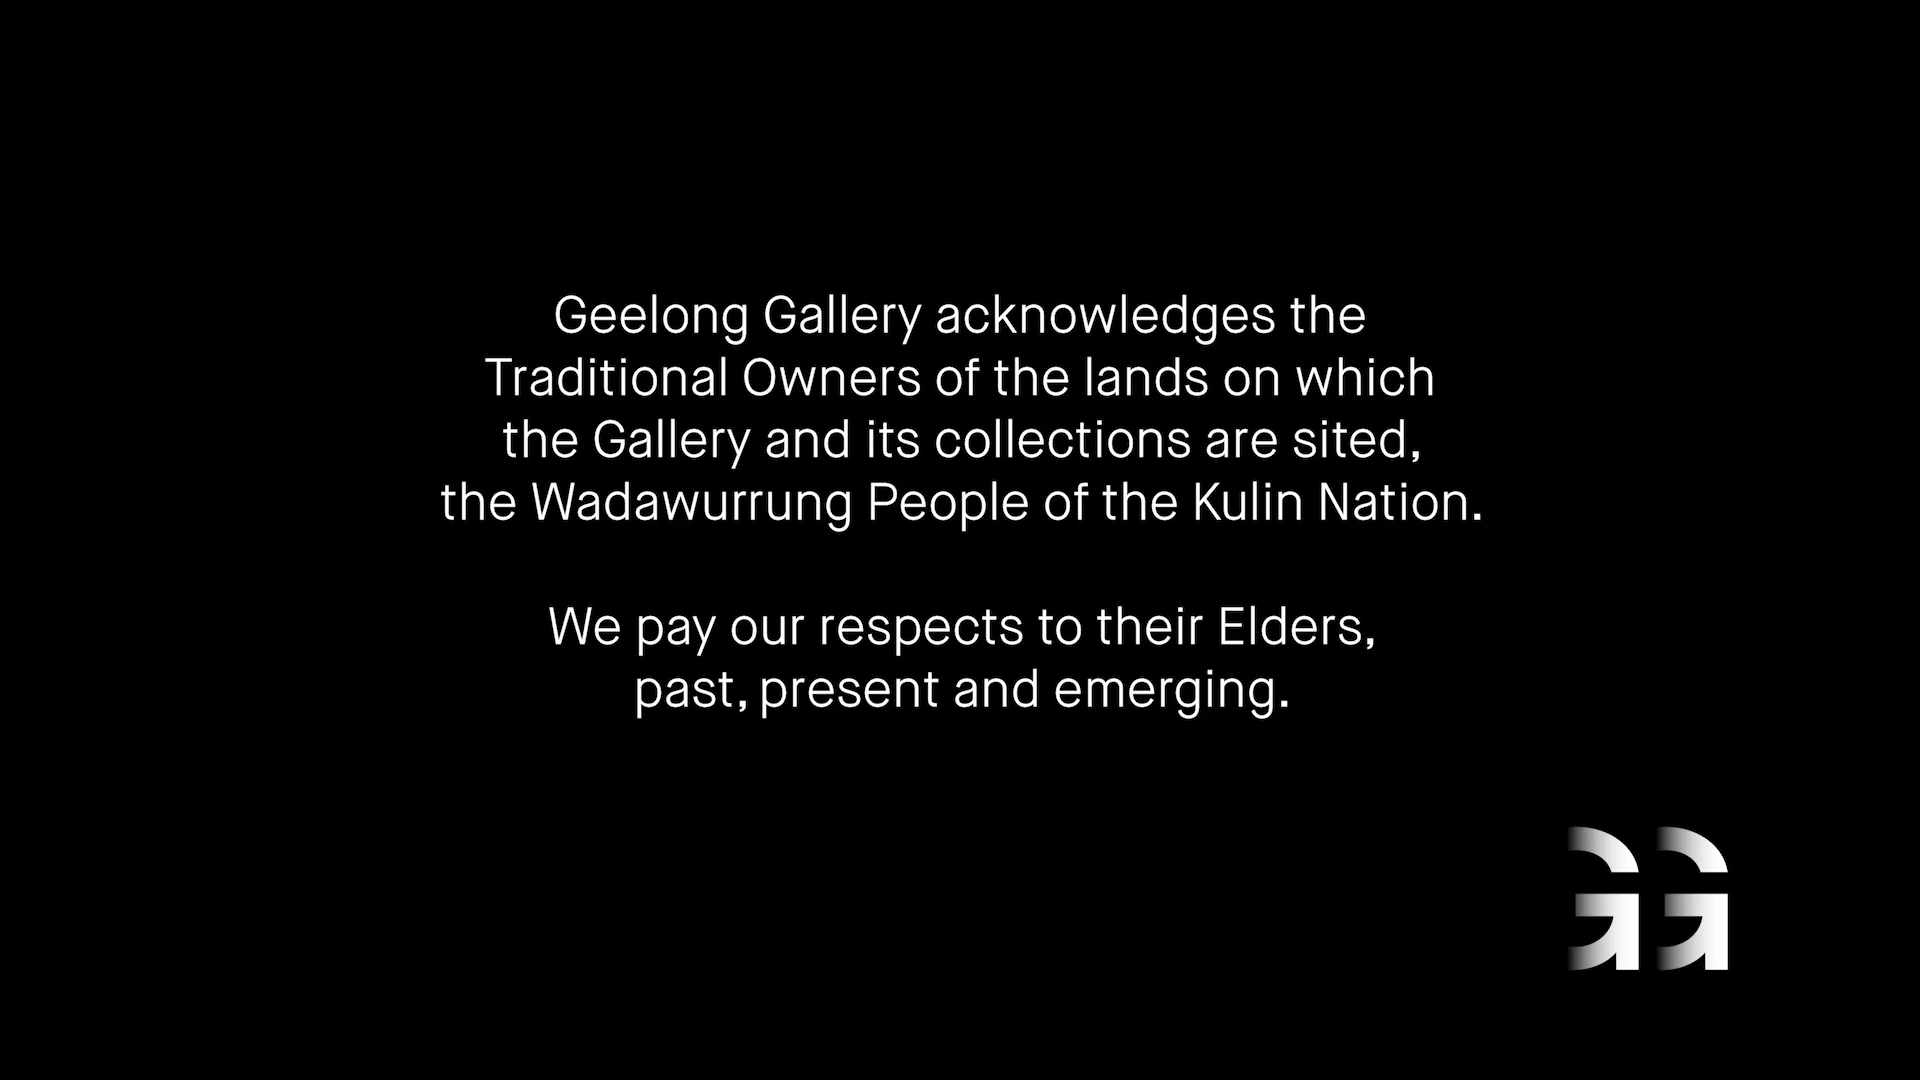 Geelong Gallery acknowledges the
Traditional Owners of the lands on which
the Gallery and its collections are sited,
the Wadawurrung People of the Kulin Nation.
We pay our respects to their Elders,
past, present and emerging.
GG